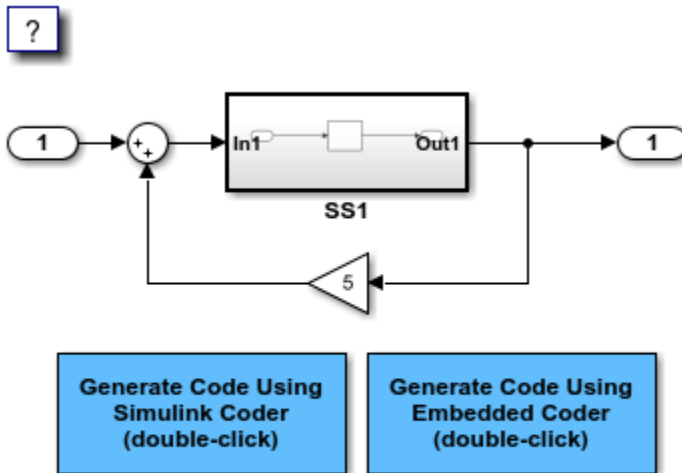 ?
1
++
In1
Out1
1
SS1
5
Generate Code Using
Simulink Coder
(double-click)
Generate Code Using
Embedded Coder
(double-click)